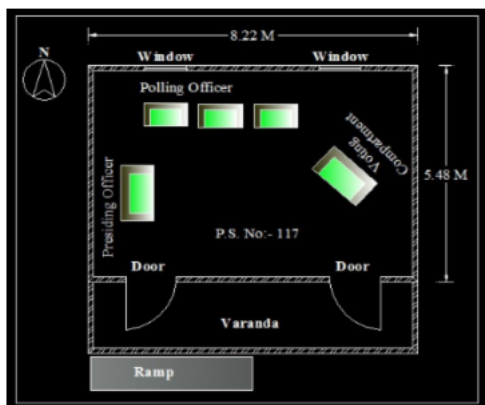 8.22 M
N
Window
Window
Polling Officer
Voting
Compartment
5.48 M
Presiding Officer
P.S. No:- 117
Door
Door
Varanda
Ramp